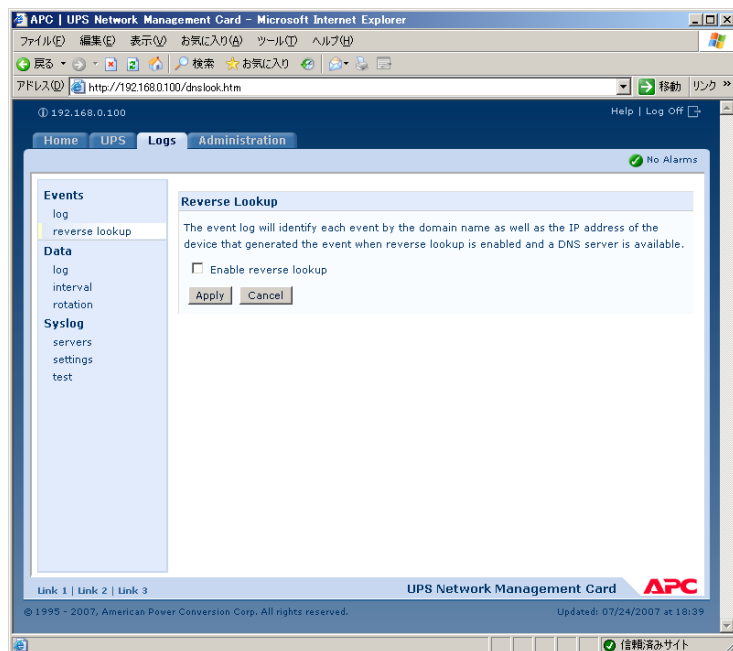 APC | UPS Network Management Card - Microsoft Internet Explorer
ファイル(F) 編集(E) 表示(V) お気に入り(A) ツール(T) ヘルプ(H)
戻る 検索 お気に入り
アドレス(D) http://192.168.0.100/dnslook.htm 移動 リンク »
192.168.0.100 Help | Log Off
Home UPS Logs Administration
No Alarms
Events
log
reverse lookup
Data
log
interval
rotation
Syslog
servers
settings
test
Reverse Lookup
The event log will identify each event by the domain name as well as the IP address of the
device that generated the event when reverse lookup is enabled and a DNS server is available.
Enable reverse lookup
Apply Cancel
Link 1 | Link 2 | Link 3 UPS Network Management Card APC
© 1995 - 2007, American Power Conversion Corp. All rights reserved. Updated: 07/24/2007 at 18:39
信頼済みサイト